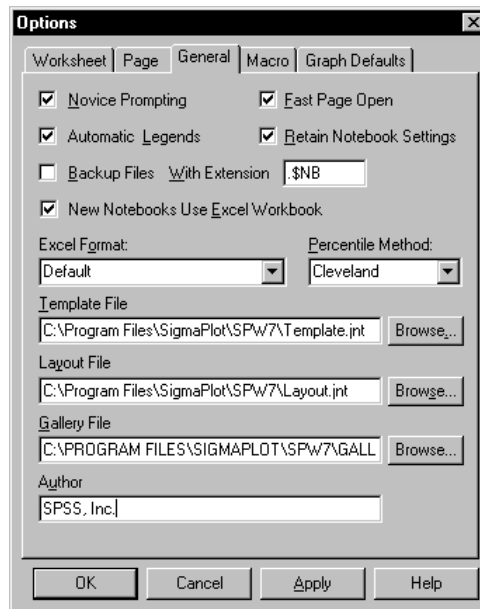 Options
Worksheet Page General Macro Graph Defaults
Novice Prompting Fast Page Open
Automatic Legends Retain Notebook Settings
Backup Files With Extension .$NB
New Notebooks Use Excel Workbook
Excel Format: Percentile Method:
Default Cleveland
Template File
C:\Program Files\SigmaPlot\SPW7\Template.jnt Browse...
Layout File
C:\Program Files\SigmaPlot\SPW7\Layout.jnt Browse...
Gallery File
C:\PROGRAM FILES\SIGMAPLOT\SPW7\GALL Browse...
Author
SPSS, Inc.
OK Cancel Apply Help